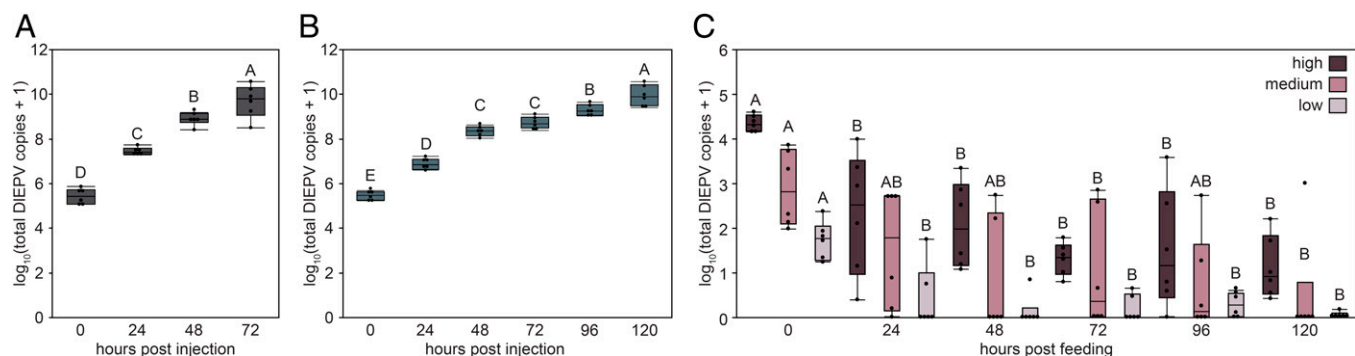 A
log10(total DIEPV copies + 1)
12
10
8
6
4
2
0
D
C
B
A
0 24 48 72
hours post injection
B
log10(total DIEPV copies + 1)
12
10
8
6
4
2
0
E
D
C
C
B
A
0 24 48 72 96 120
hours post injection
C
log10(total DIEPV copies + 1)
6
5
4
3
2
1
0
high
medium
low
A
A
A
B
AB
B
B
AB
B
B
B
B
B
AB
B
B
B
B
0 24 48 72 96 120
hours post feeding